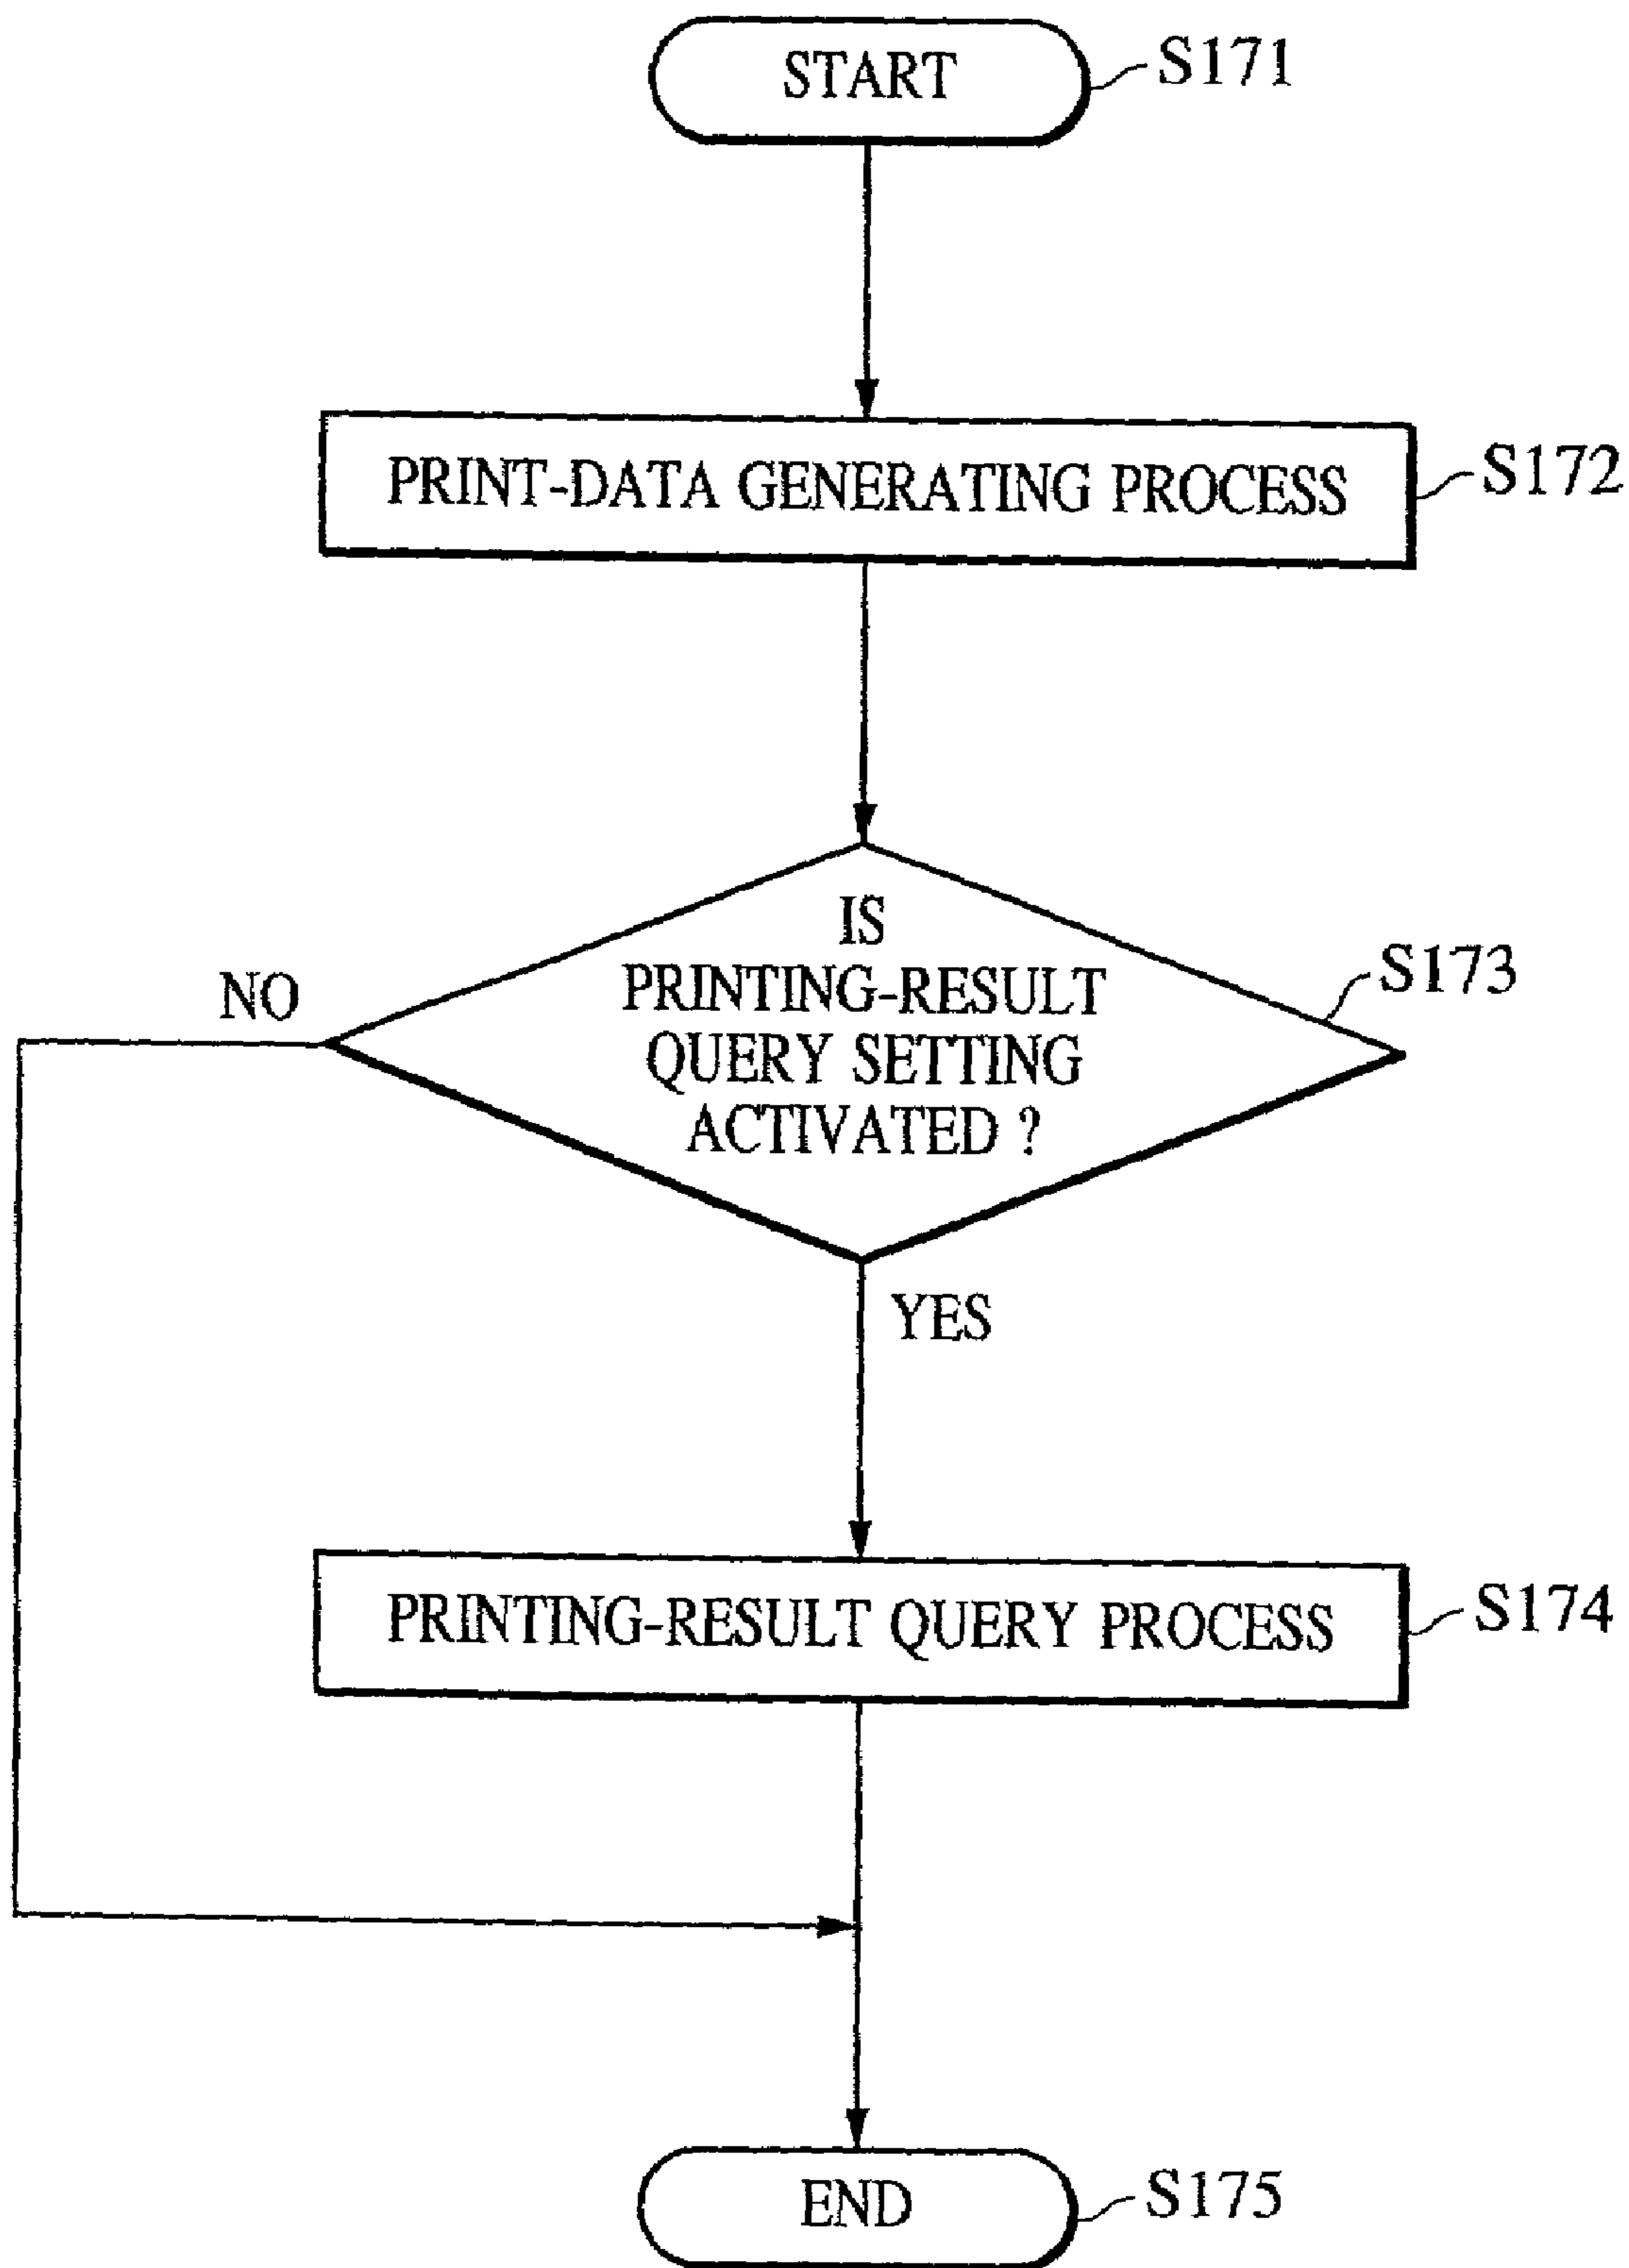 START
S171
PRINT-DATA GENERATING PROCESS
S172
IS
PRINTING-RESULT
QUERY SETTING
ACTIVATED ?
S173
NO
YES
PRINTING-RESULT QUERY PROCESS
S174
END
S175